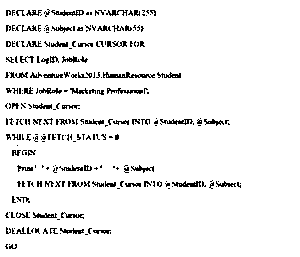 DECLARE @StudentID as NVARCHAR(255)
DECLARE @Subject as NVARCHAR(55)
DECLARE Student_Cursor CURSOR FOR
SELECT LogID, JobRole
FROM AdventureWorks2015.HumanResource Student
WHERE JobRole = 'Marketing Professional';
OPEN Student_Cursor;
FETCH NEXT FROM Student_Cursor INTO @StudentID, @Subject;
WHILE @@FETCH_STATUS = 0
BEGIN
Print ' ' + @StudentID + ' ' + @Subject
FETCH NEXT FROM Student_Cursor INTO @StudentID, @Subject;
END;
CLOSE Student_Cursor;
DEALLOCATE Student_Cursor;
GO